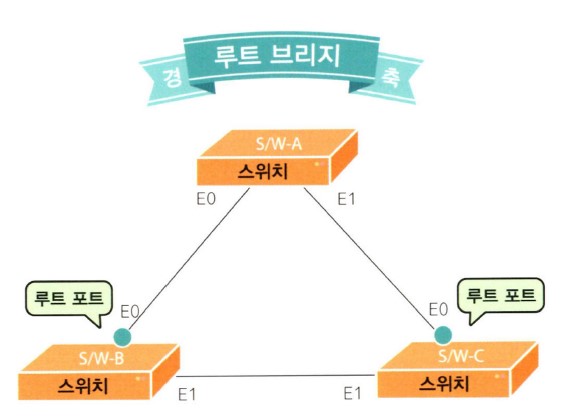 경 루트 브리지 축
S/W-A
스위치
E0 E1
루트 포트 E0
E0 루트 포트
S/W-B
스위치
E1
S/W-C
스위치
E1